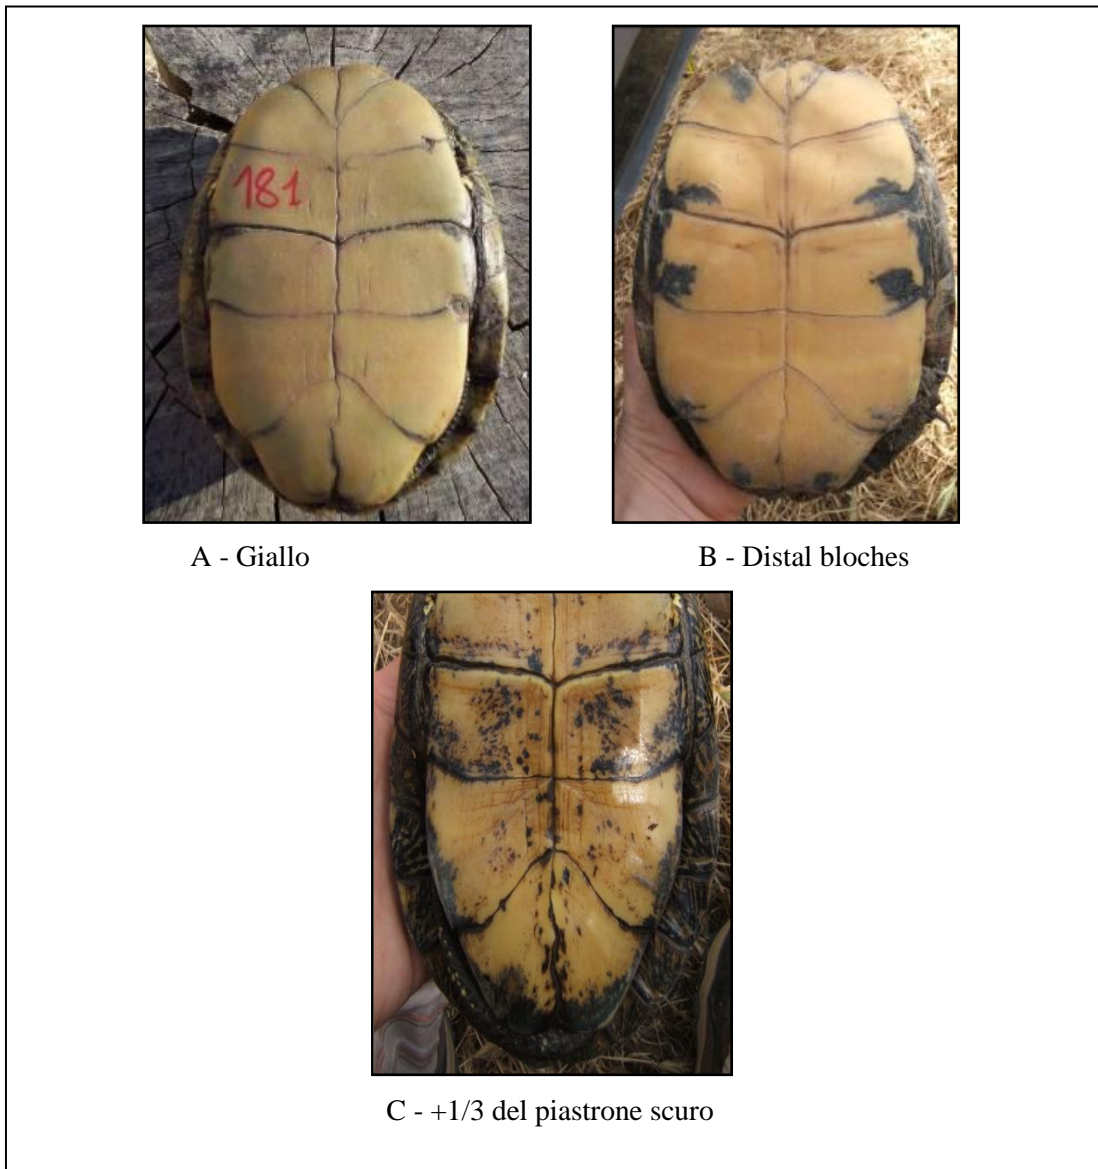 181
A - Giallo
B - Distal bloches
C - +1/3 del piastrone scuro